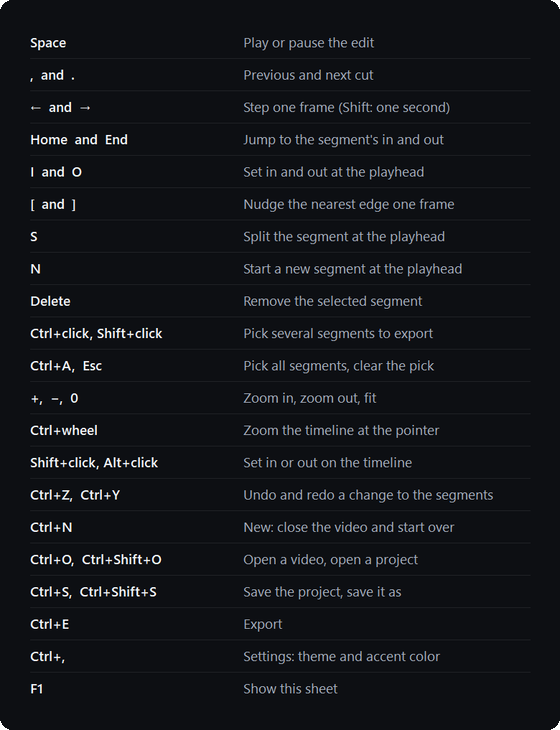 Space Play or pause the edit
, and . Previous and next cut
← and → Step one frame (Shift: one second)
Home and End Jump to the segment's in and out
I and O Set in and out at the playhead
[ and ] Nudge the nearest edge one frame
S Split the segment at the playhead
N Start a new segment at the playhead
Delete Remove the selected segment
Ctrl+click, Shift+click Pick several segments to export
Ctrl+A, Esc Pick all segments, clear the pick
+, −, 0 Zoom in, zoom out, fit
Ctrl+wheel Zoom the timeline at the pointer
Shift+click, Alt+click Set in or out on the timeline
Ctrl+Z, Ctrl+Y Undo and redo a change to the segments
Ctrl+N New: close the video and start over
Ctrl+O, Ctrl+Shift+O Open a video, open a project
Ctrl+S, Ctrl+Shift+S Save the project, save it as
Ctrl+E Export
Ctrl+, Settings: theme and accent color
F1 Show this sheet